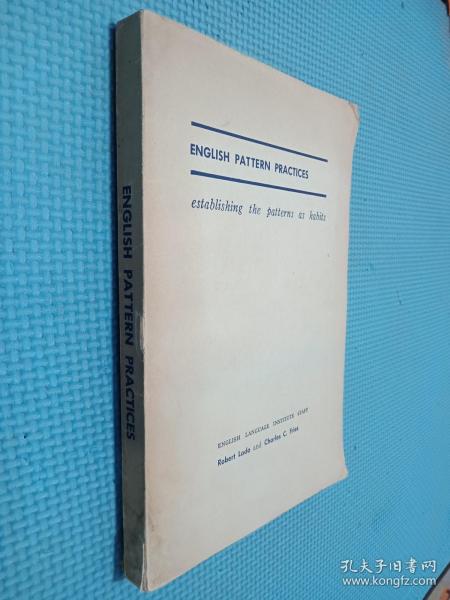 ENGLISH PATTERN PRACTICES
establishing the patterns as habits
ENGLISH LANGUAGE INSTITUTE STAFF
Robert Lado and Charles C. Fries
ENGLISH PATTERN PRACTICES
孔夫子旧书网
www.kongfz.com